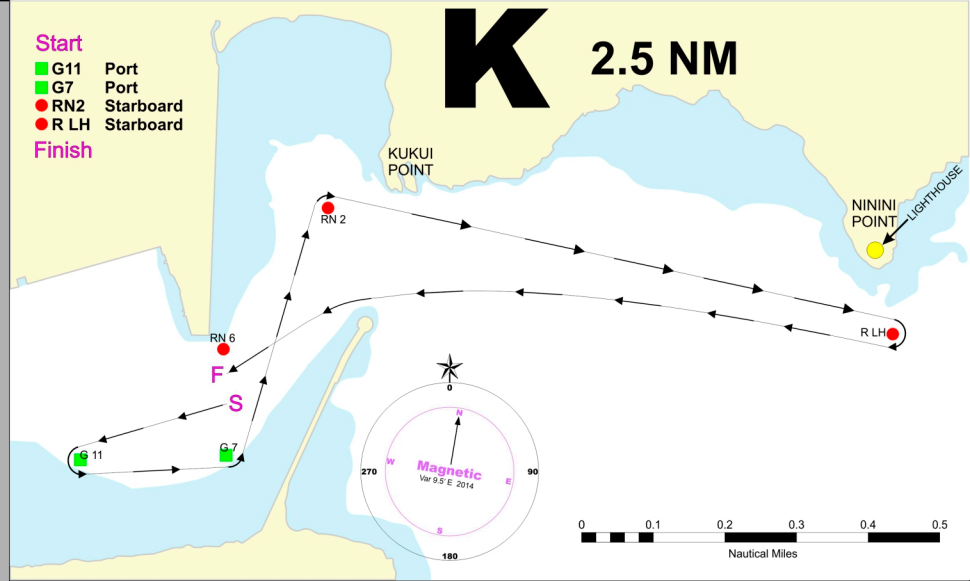 Start
G11 Port
G7 Port
RN2 Starboard
R LH Starboard
Finish
K
2.5 NM
KUKUI
POINT
NININI
POINT
LIGHTHOUSE
RN 2
R LH
RN 6
F
S
G 11
G 7
0
N
270
W
Magnetic
Var 9.5' E 2014
E
90
S
180
0 0.1 0.2 0.3 0.4 0.5
Nautical Miles